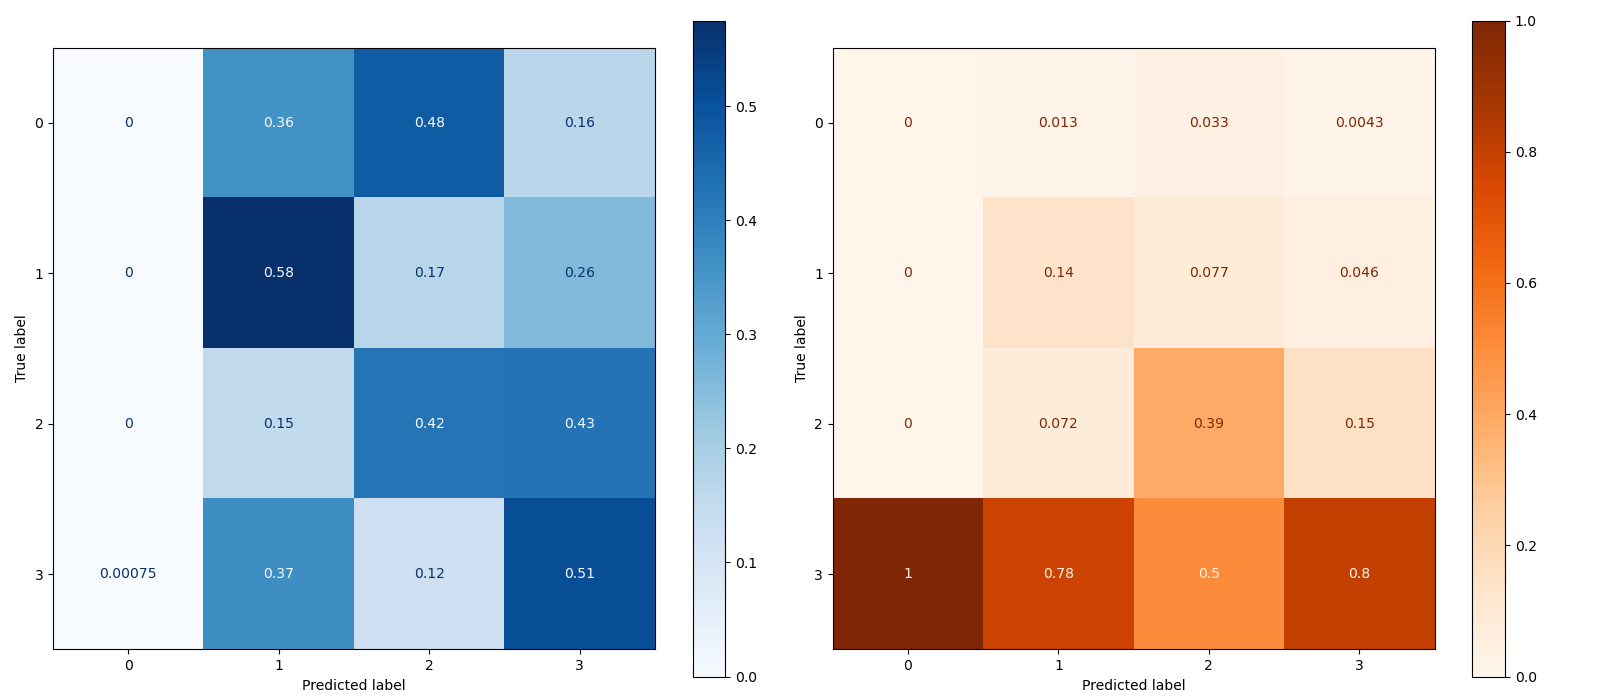 0 0 0.36 0.48 0.16
1 0 0.58 0.17 0.26
2 0 0.15 0.42 0.43
3 0.00075 0.37 0.12 0.51
0 1 2 3
Predicted label
True label
0.5
0.4
0.3
0.2
0.1
0.0
0 0 0.013 0.033 0.0043
1 0 0.14 0.077 0.046
2 0 0.072 0.39 0.15
3 1 0.78 0.5 0.8
0 1 2 3
Predicted label
True label
1.0
0.8
0.6
0.4
0.2
0.0